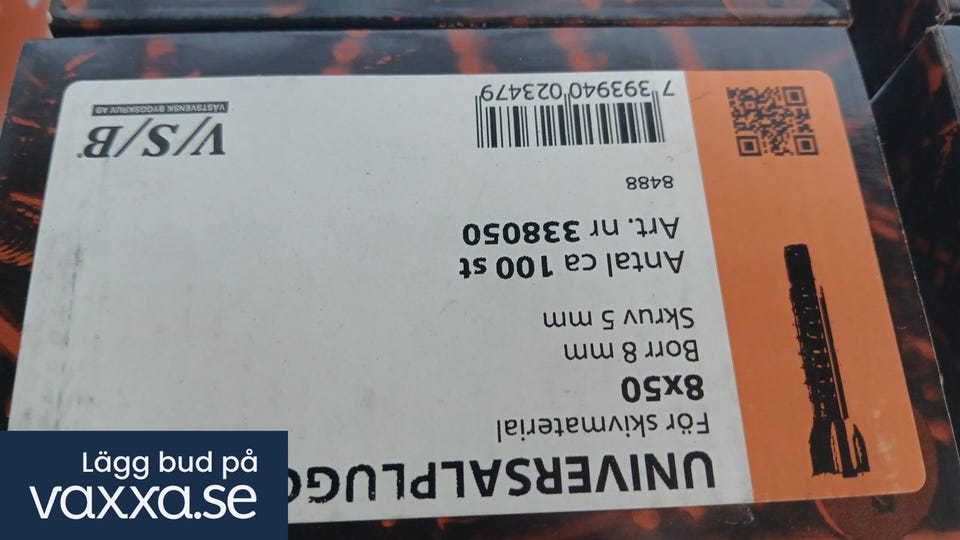 UNIVERSALPLUGG
För skivmaterial
8x50
Borr 8 mm
Skruv 5 mm
Antal ca 100 st
Art. nr 338050
8488
7 393940 023479
V/S/B®
VÄSTSVENSK BYGGSKRUV AB
Lägg bud på
vaxxa.se